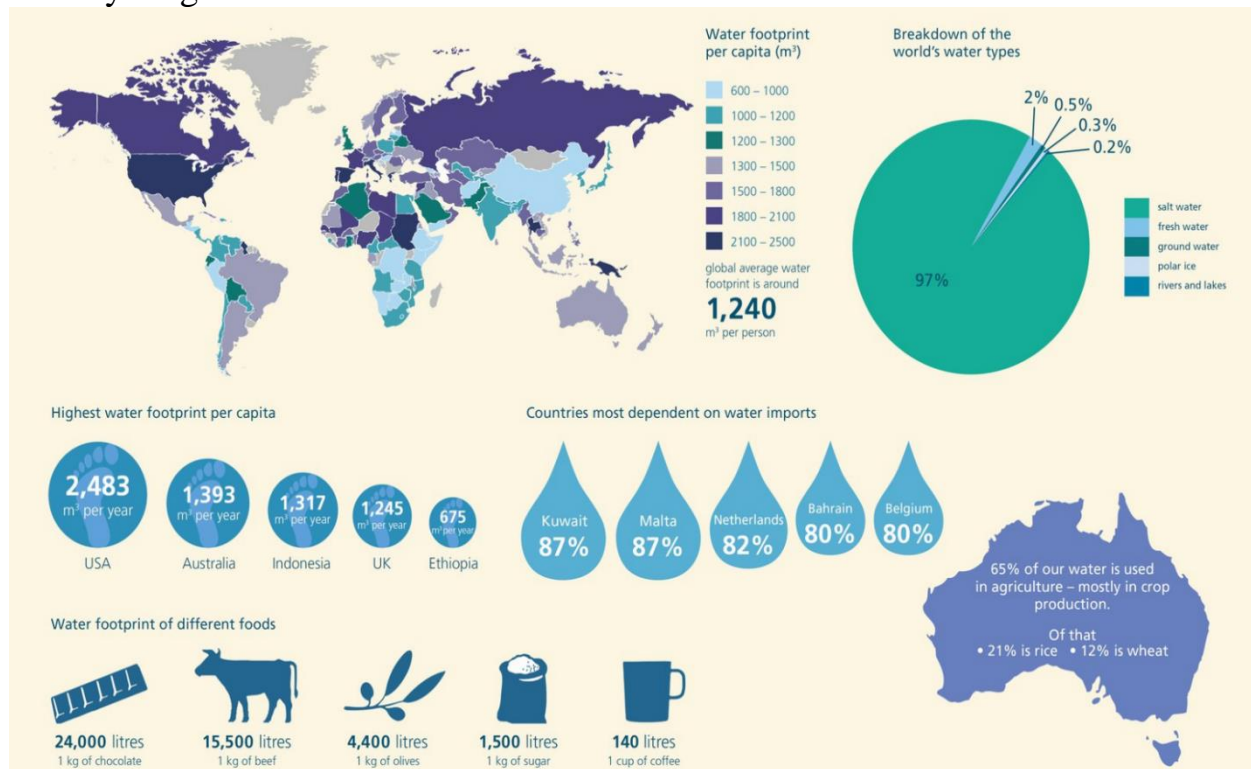 Water footprint
per capita (m³)
600 – 1000
1000 – 1200
1200 – 1300
1300 – 1500
1500 – 1800
1800 – 2100
2100 – 2500
global average water
footprint is around
1,240
m³ per person
Breakdown of the
world's water types
2%
0.5%
0.3%
0.2%
97%
salt water
fresh water
ground water
polar ice
rivers and lakes
Highest water footprint per capita
2,483
m³ per year
USA
1,393
m³ per year
Australia
1,317
m³ per year
Indonesia
1,245
m³ per year
UK
675
m³ per year
Ethiopia
Countries most dependent on water imports
Kuwait
87%
Malta
87%
Netherlands
82%
Bahrain
80%
Belgium
80%
65% of our water is used
in agriculture – mostly in crop
production.
Of that
• 21% is rice • 12% is wheat
Water footprint of different foods
24,000 litres
1 kg of chocolate
15,500 litres
1 kg of beef
4,400 litres
1 kg of olives
1,500 litres
1 kg of sugar
140 litres
1 cup of coffee